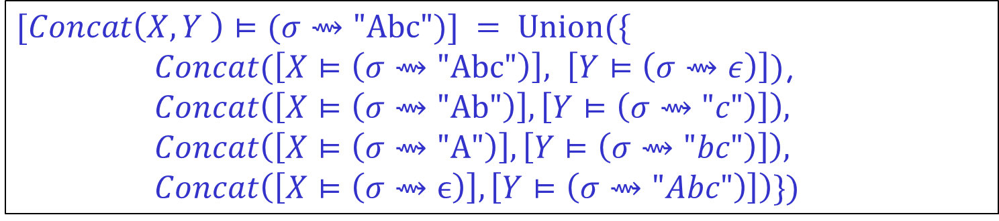 [Concat(X,Y ) ⊨ (σ ⇝ "Abc")] = Union({
Concat([X ⊨ (σ ⇝ "Abc")], [Y ⊨ (σ ⇝ ϵ)]),
Concat([X ⊨ (σ ⇝ "Ab")],[Y ⊨ (σ ⇝ "c")]),
Concat([X ⊨ (σ ⇝ "A")],[Y ⊨ (σ ⇝ "bc")]),
Concat([X ⊨ (σ ⇝ ϵ)],[Y ⊨ (σ ⇝ "Abc")])})